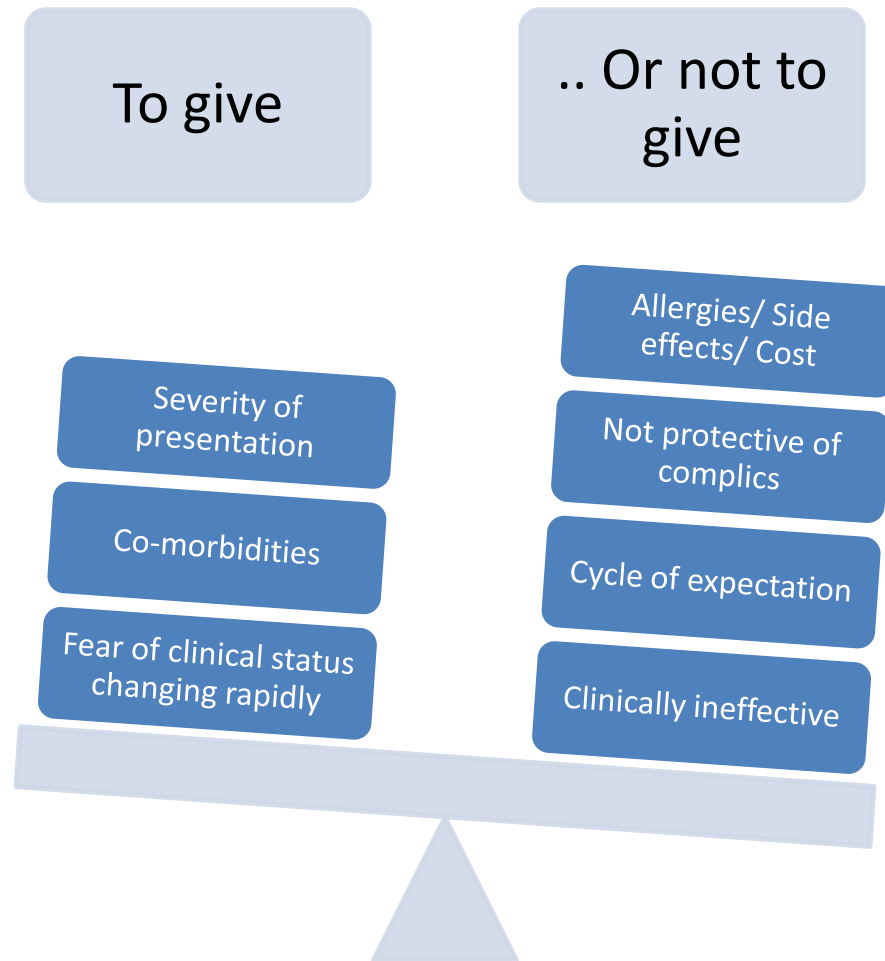 To give
.. Or not to
give
Severity of
presentation
Co-morbidities
Fear of clinical status
changing rapidly
Allergies/ Side
effects/ Cost
Not protective of
complics
Cycle of expectation
Clinically ineffective